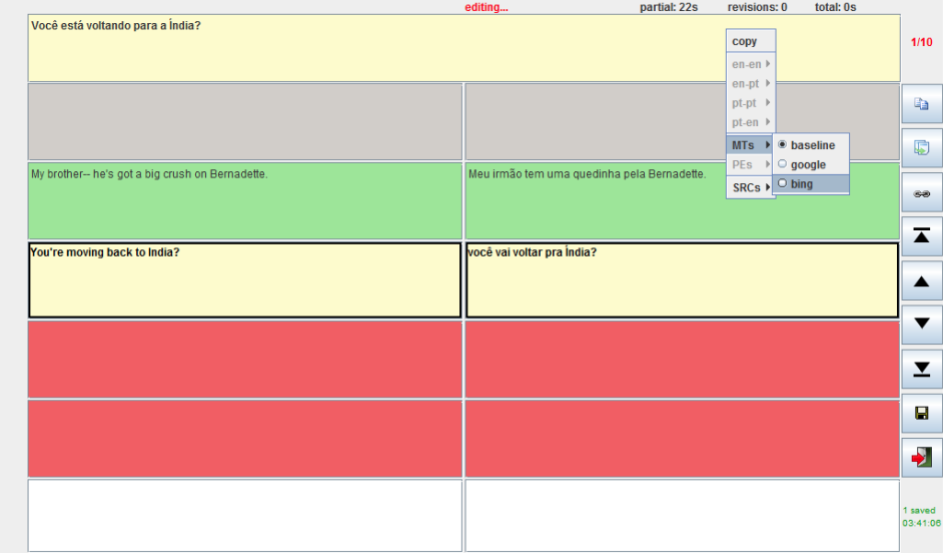 editing... partial: 22s revisions: 0 total: 0s
Você está voltando para a Índia?
1/10
copy
en-en
en-pt
pt-pt
pt-en
MTs
baseline
PEs
google
SRCs
bing
My brother-- he's got a big crush on Bernadette.
Meu irmão tem uma quedinha pela Bernadette.
You're moving back to India?
você vai voltar pra Índia?
1 saved
03:41:06